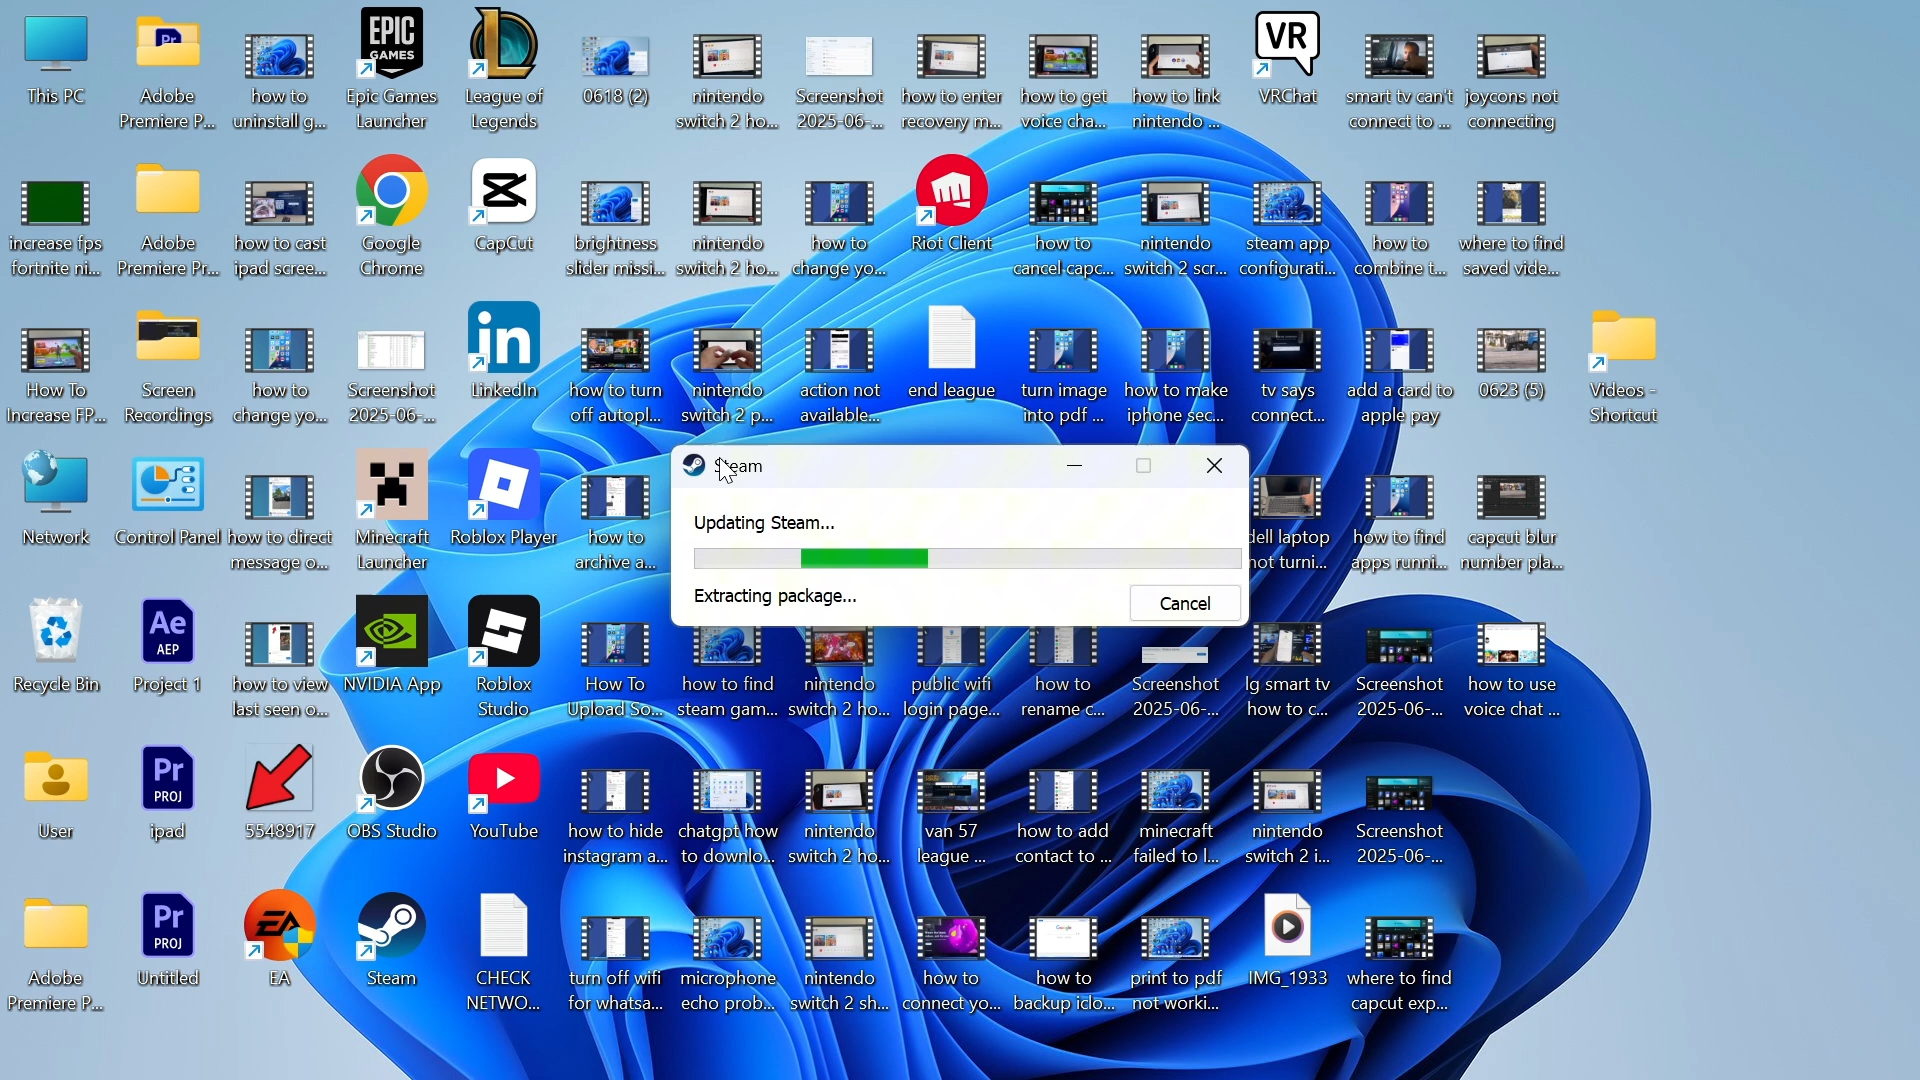 This PC
Adobe
Premiere P...
how to
uninstall g...
EPIC
GAMES
Epic Games
Launcher
League of
Legends
0618 (2)
nintendo
switch 2 ho...
Screenshot
2025-06-...
how to enter
recovery m...
how to get
voice cha...
how to link
nintendo ...
VR
VRChat
smart tv can't
connect to ...
joycons not
connecting
increase fps
fortnite ni...
Adobe
Premiere Pr...
how to cast
ipad scree...
Google
Chrome
CapCut
brightness
slider missi...
nintendo
switch 2 ho...
how to
change yo...
Riot Client
how to
cancel capc...
nintendo
switch 2 scr...
steam app
configurati...
how to
combine t...
where to find
saved vide...
How To
Increase FP...
Screen
Recordings
how to
change yo...
Screenshot
2025-06-...
in
LinkedIn
how to turn
off autopl...
nintendo
switch 2 p...
action not
available...
end league
turn image
into pdf ...
how to make
iphone sec...
tv says
connect...
add a card to
apple pay
0623 (5)
Videos -
Shortcut
Network
Control Panel
how to direct
message o...
Minecraft
Launcher
Roblox Player
how to
archive a...
Steam
Updating Steam...
Extracting package...
Cancel
dell laptop
not turni...
how to find
apps runni...
capcut blur
number pla...
Recycle Bin
Ae
AEP
Project 1
how to view
last seen o...
NVIDIA App
Roblox
Studio
How To
Upload So...
how to find
steam gam...
nintendo
switch 2 ho...
public wifi
login page...
how to
rename c...
Screenshot
2025-06-...
lg smart tv
how to c...
Screenshot
2025-06-...
how to use
voice chat ...
User
Pr
PROJ
ipad
5548917
OBS Studio
YouTube
how to hide
instagram a...
chatgpt how
to downlo...
nintendo
switch 2 ho...
van 57
league ...
how to add
contact to ...
minecraft
failed to l...
nintendo
switch 2 i...
Screenshot
2025-06-...
Adobe
Premiere P...
Pr
PROJ
Untitled
EA
EA
Steam
CHECK
NETWO...
turn off wifi
for whatsa...
microphone
echo prob...
nintendo
switch 2 sh...
how to
connect yo...
how to
backup iclo...
print to pdf
not worki...
IMG_1933
where to find
capcut exp...